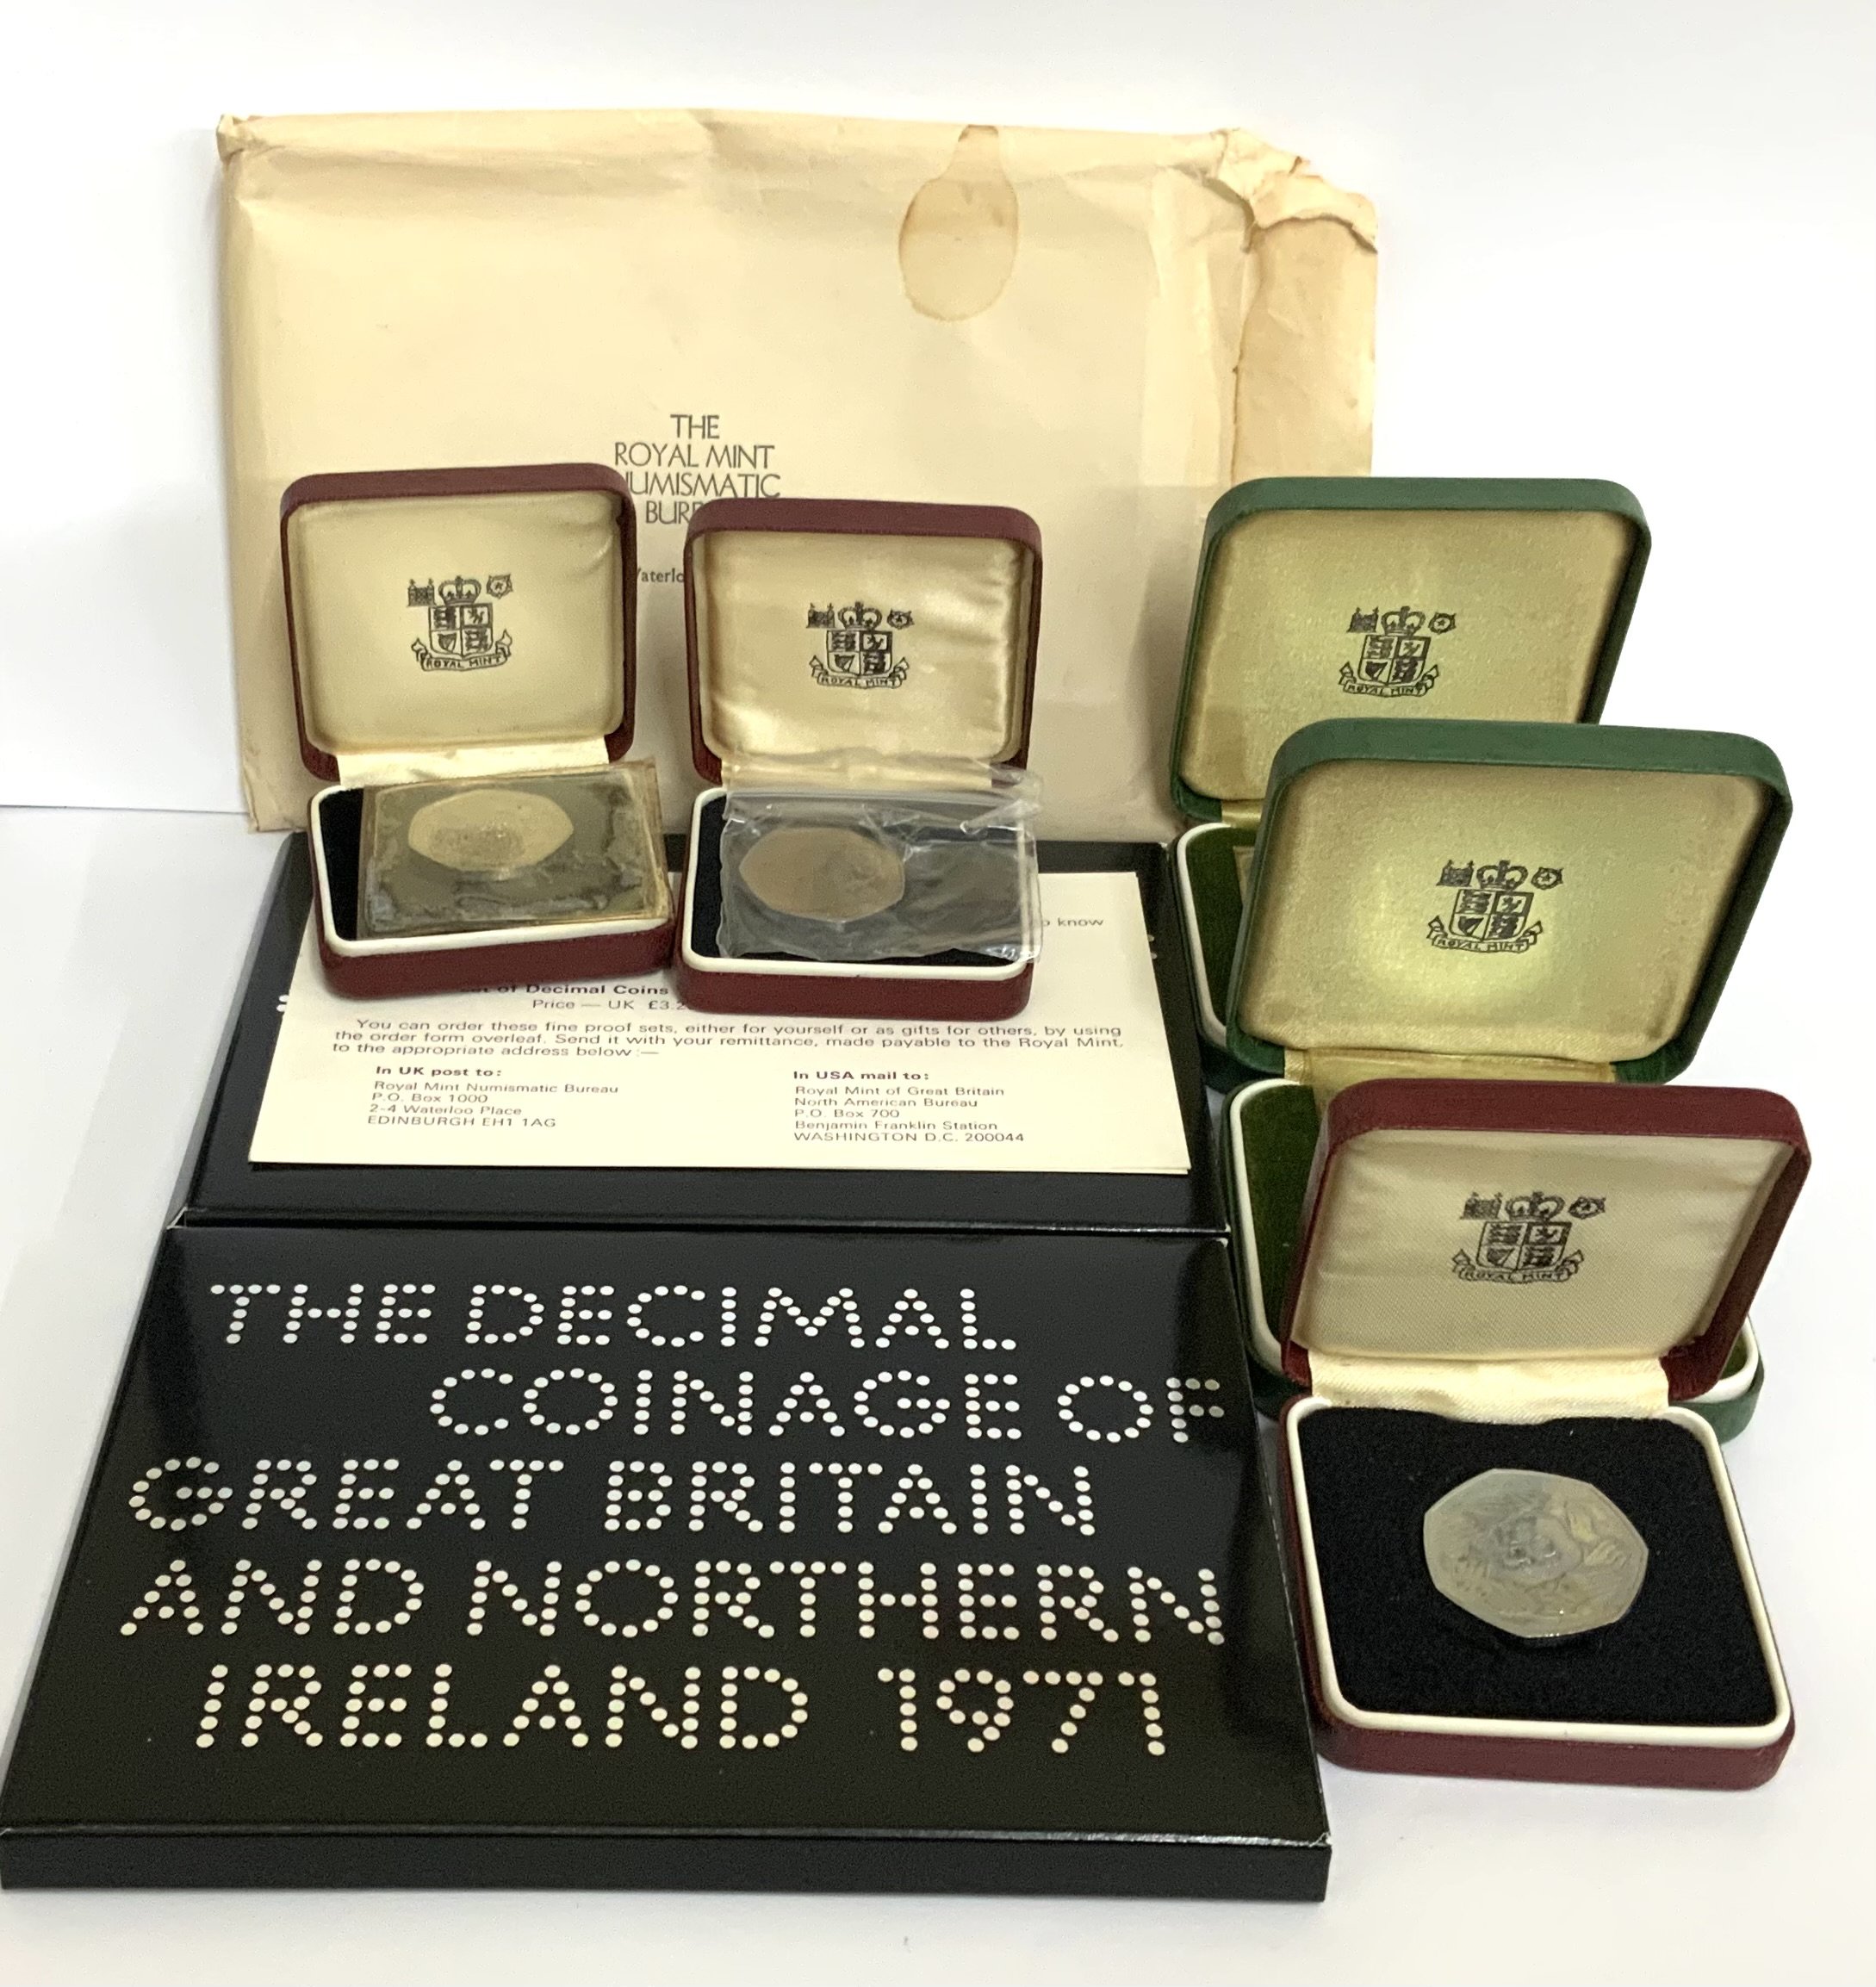 THE
ROYAL MINT
NUMISMATIC
ROYAL MINT
ROYAL MINT
ROYAL MINT
ROYAL MINT
ROYAL MINT
know
of Decimal Coins
Price — UK £3.2
You can order these fine proof sets, either for yourself or as gifts for others, by using
the order form overleaf. Send it with your remittance, made payable to the Royal Mint,
to the appropriate address below :—
In UK post to:
Royal Mint Numismatic Bureau
P.O. Box 1000
2-4 Waterloo Place
EDINBURGH EH1 1AG
In USA mail to:
Royal Mint of Great Britain
North American Bureau
P.O. Box 700
Benjamin Franklin Station
WASHINGTON D.C. 200044
THE DECIMAL
COINAGE OF
GREAT BRITAIN
AND NORTHERN
IRELAND 1971